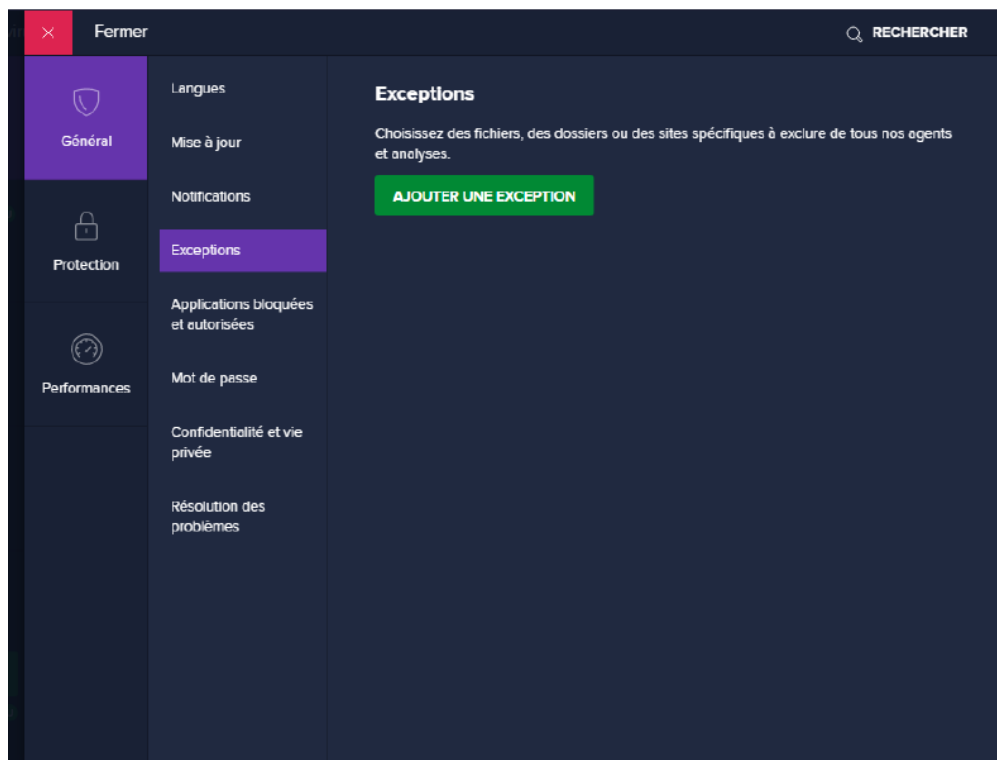 Fermer
RECHERCHER
Général
Protection
Performances
Langues
Mise à jour
Notifications
Exceptions
Applications bloquées
et autorisées
Mot de passe
Confidentialité et vie
privée
Résolution des
problèmes
Exceptions
Choisissez des fichiers, des dossiers ou des sites spécifiques à exclure de tous nos agents
et analyses.
AJOUTER UNE EXCEPTION